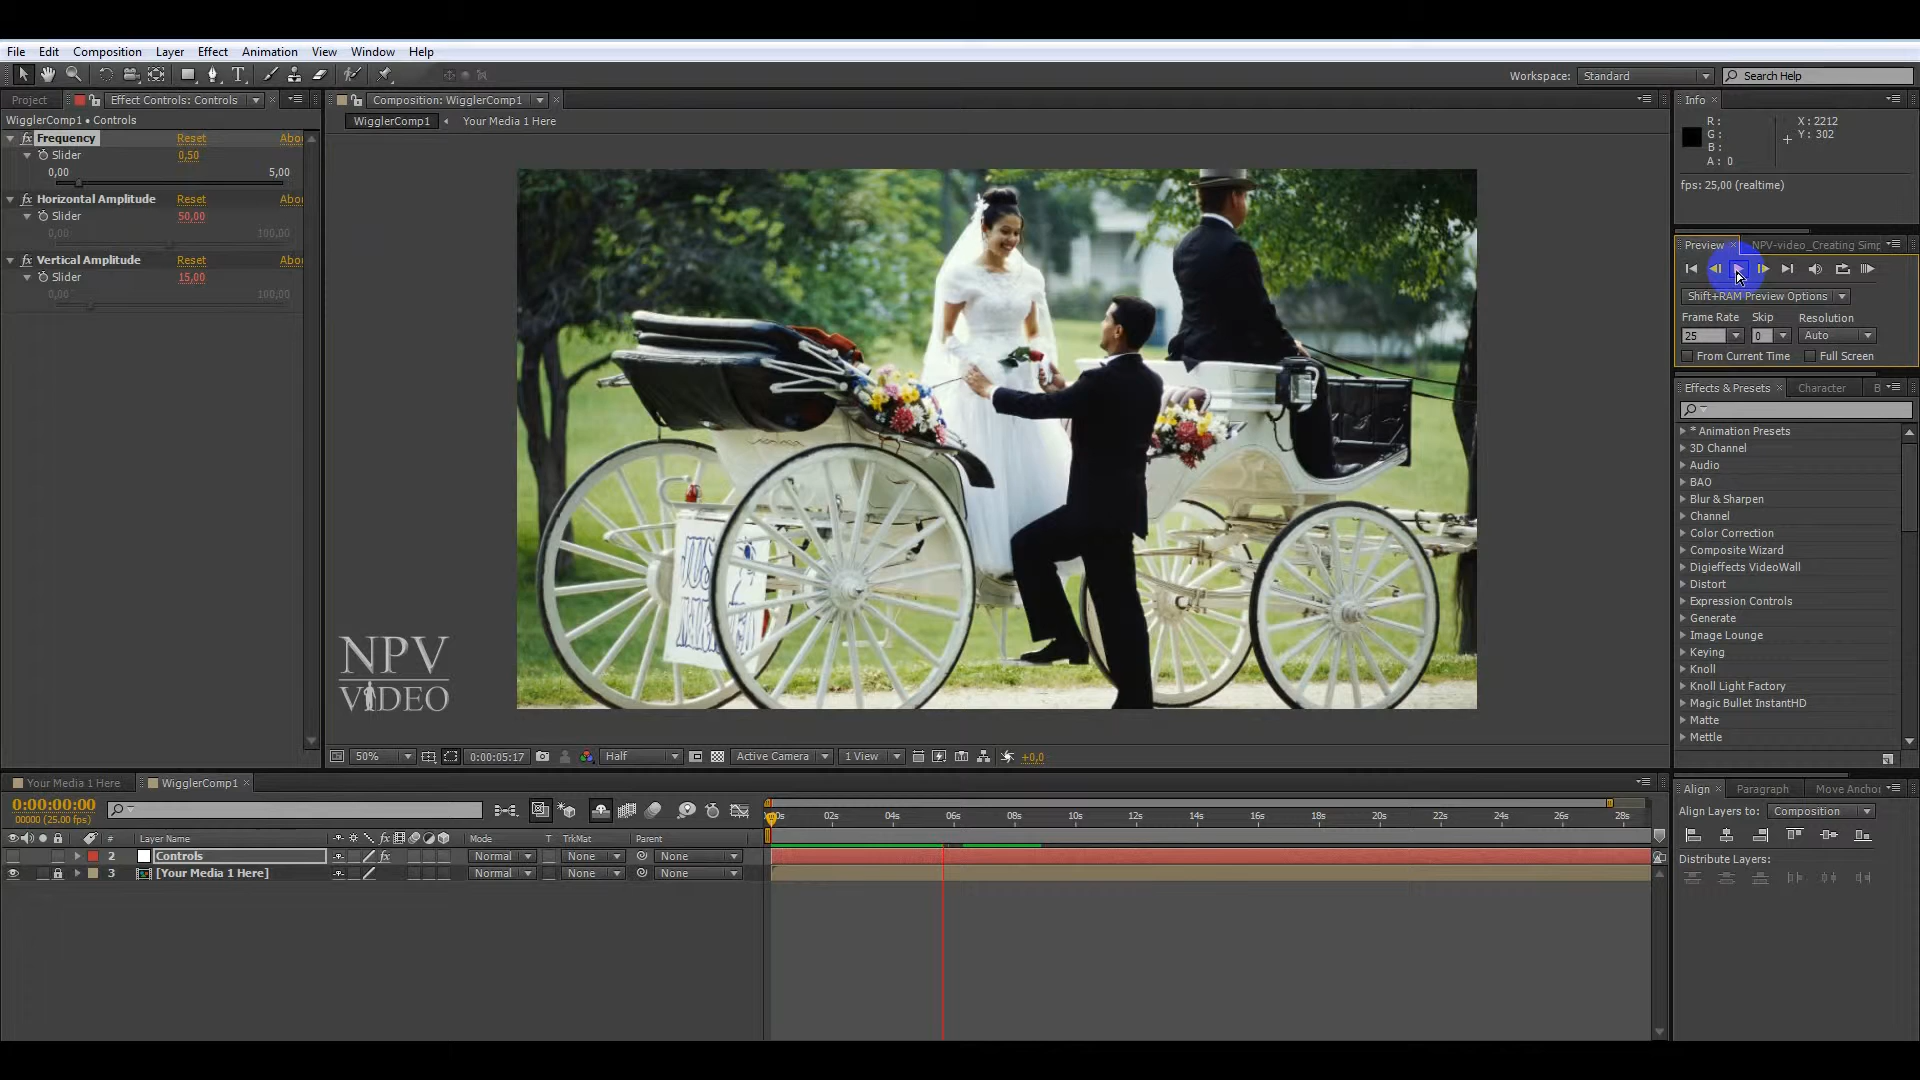 File Edit Composition Layer Effect Animation View Window Help
Workspace: Standard Search Help
Project Effect Controls: Controls
WigglerComp1 • Controls
Frequency Reset Abou
Slider 0,50
0,00 5,00
Horizontal Amplitude Reset Abou
Slider 50,00
0,00 100,00
Vertical Amplitude Reset Abou
Slider 15,00
0,00 100,00
Composition: WigglerComp1
WigglerComp1 Your Media 1 Here
JUST
NPV
VIDEO
50% 0:00:05:17 Half Active Camera 1 View +0,0
Info
R : X : 2212
G : Y : 302
B :
A : 0
fps: 25,00 (realtime)
Preview NPV-video_Creating Simp
Shift+RAM Preview Options
Frame Rate Skip Resolution
25 0 Auto
From Current Time Full Screen
Effects & Presets Character B
* Animation Presets
3D Channel
Audio
BAO
Blur & Sharpen
Channel
Color Correction
Composite Wizard
Digieffects VideoWall
Distort
Expression Controls
Generate
Image Lounge
Keying
Knoll
Knoll Light Factory
Magic Bullet InstantHD
Matte
Mettle
Your Media 1 Here WigglerComp1
0:00:00:00
00000 (25.00 fps)
# Layer Name Mode T TrkMat Parent
2 Controls Normal None None
3 [Your Media 1 Here] Normal None None
00s 02s 04s 06s 08s 10s 12s 14s 16s 18s 20s 22s 24s 26s 28s
Align Paragraph Move Anchor
Align Layers to: Composition
Distribute Layers: